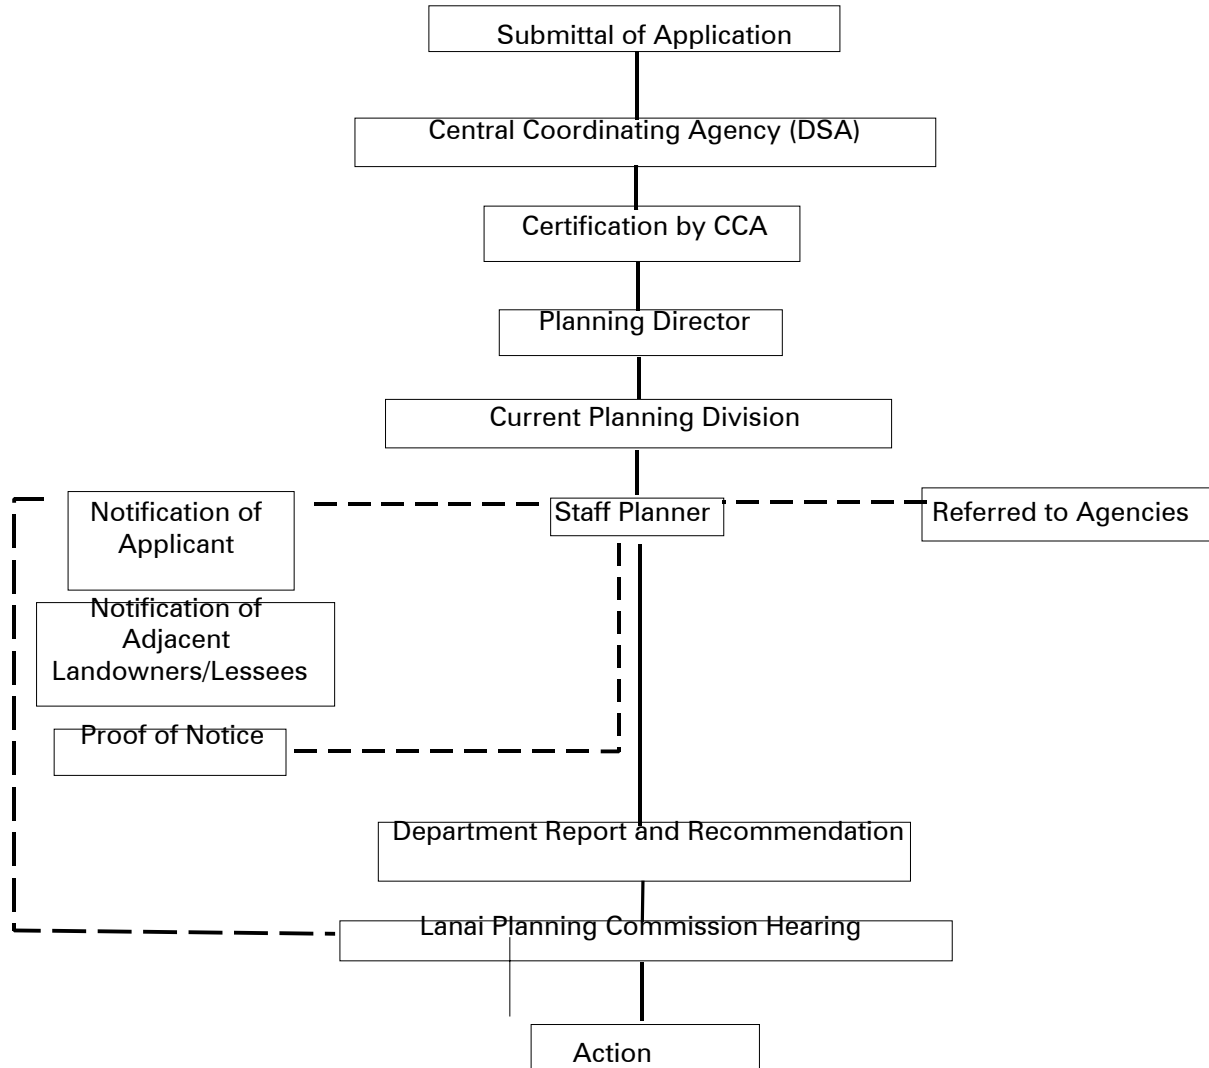 Submittal of Application
Central Coordinating Agency (DSA)
Certification by CCA
Planning Director
Current Planning Division
Notification of
Applicant
Staff Planner
Referred to Agencies
Notification of
Adjacent
Landowners/Lessees
Proof of Notice
Department Report and Recommendation
Lanai Planning Commission Hearing
Action